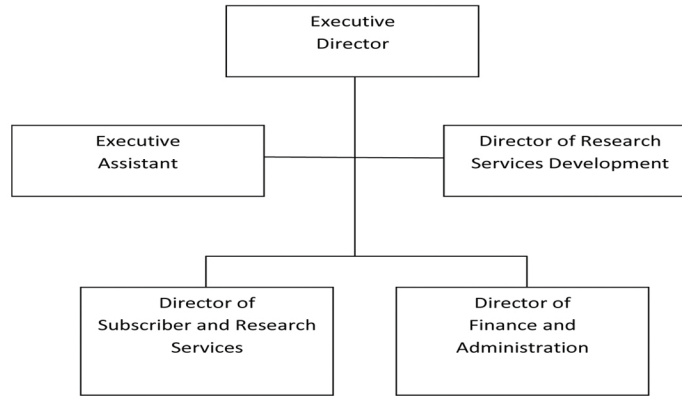 Executive
Director
Executive
Assistant
Director of Research
Services Development
Director of
Subscriber and Research
Services
Director of
Finance and
Administration